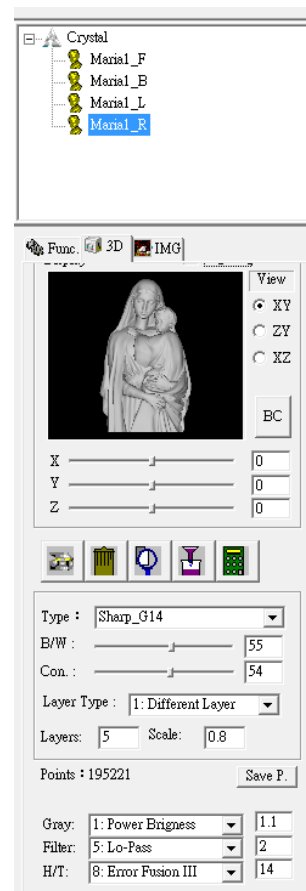 Crystal
Maria1_F
Maria1_B
Maria1_L
Maria1_R
Func. 3D IMG
View
XY
ZY
XZ
BC
X 0
Y 0
Z 0
Type : Sharp_G14
B/W : 55
Con. : 54
Layer Type : 1: Different Layer
Layers: 5 Scale: 0.8
Points : 195221 Save P.
Gray: 1: Power Brigness 1.1
Filter: 5: Lo-Pass 2
H/T: 8: Error Fusion III 14